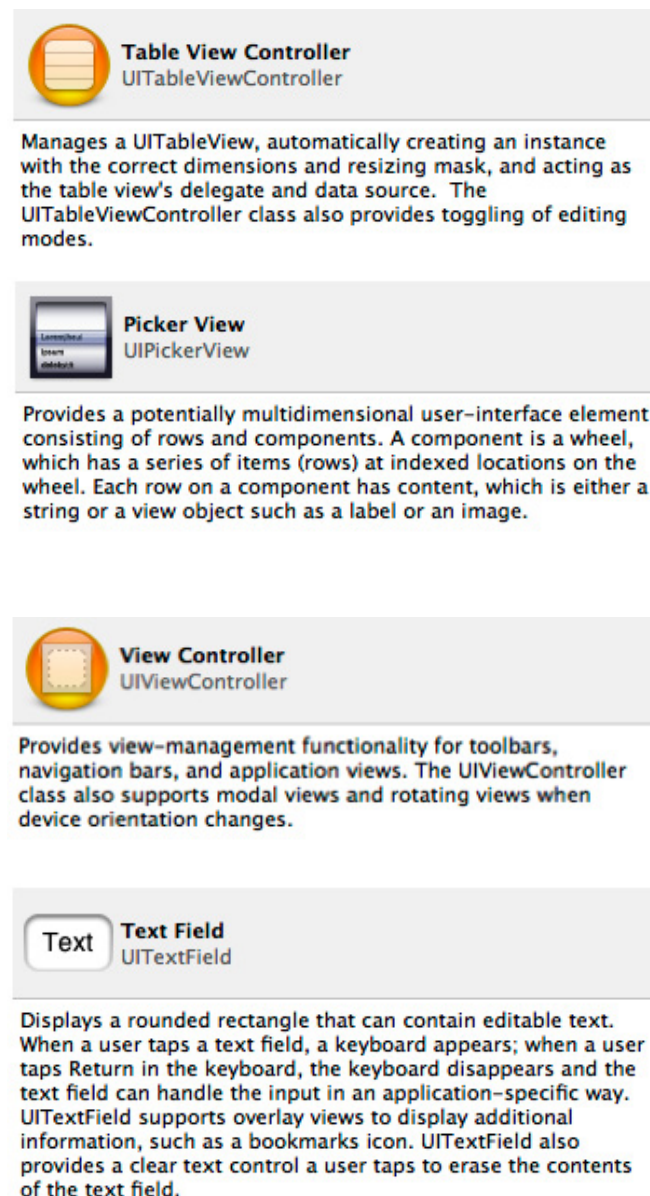 Table View Controller
UITableViewController
Manages a UITableView, automatically creating an instance
with the correct dimensions and resizing mask, and acting as
the table view's delegate and data source.  The
UITableViewController class also provides toggling of editing
modes.
Ipsum
Picker View
UIPickerView
Provides a potentially multidimensional user-interface element
consisting of rows and components. A component is a wheel,
which has a series of items (rows) at indexed locations on the
wheel. Each row on a component has content, which is either a
string or a view object such as a label or an image.
View Controller
UIViewController
Provides view-management functionality for toolbars,
navigation bars, and application views. The UIViewController
class also supports modal views and rotating views when
device orientation changes.
Text
Text Field
UITextField
Displays a rounded rectangle that can contain editable text.
When a user taps a text field, a keyboard appears; when a user
taps Return in the keyboard, the keyboard disappears and the
text field can handle the input in an application-specific way.
UITextField supports overlay views to display additional
information, such as a bookmarks icon. UITextField also
provides a clear text control a user taps to erase the contents
of the text field.